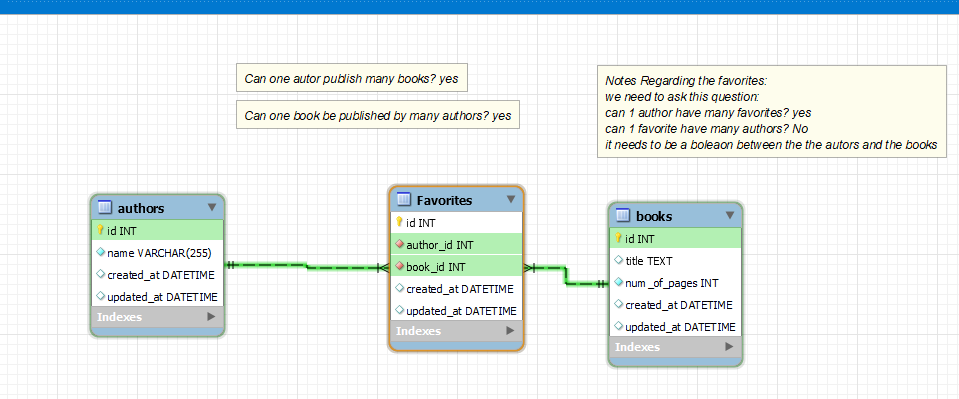 Can one autor publish many books? yes
Can one book be published by many authors? yes
Notes Regarding the favorites:
we need to ask this question:
can 1 author have many favorites? yes
can 1 favorite have many authors? No
it needs to be a boleaon between the the autors and the books
authors
id INT
name VARCHAR(255)
created_at DATETIME
updated_at DATETIME
Indexes
Favorites
id INT
author_id INT
book_id INT
created_at DATETIME
updated_at DATETIME
Indexes
books
id INT
title TEXT
num _of_pages INT
created_at DATETIME
updated_at DATETIME
Indexes